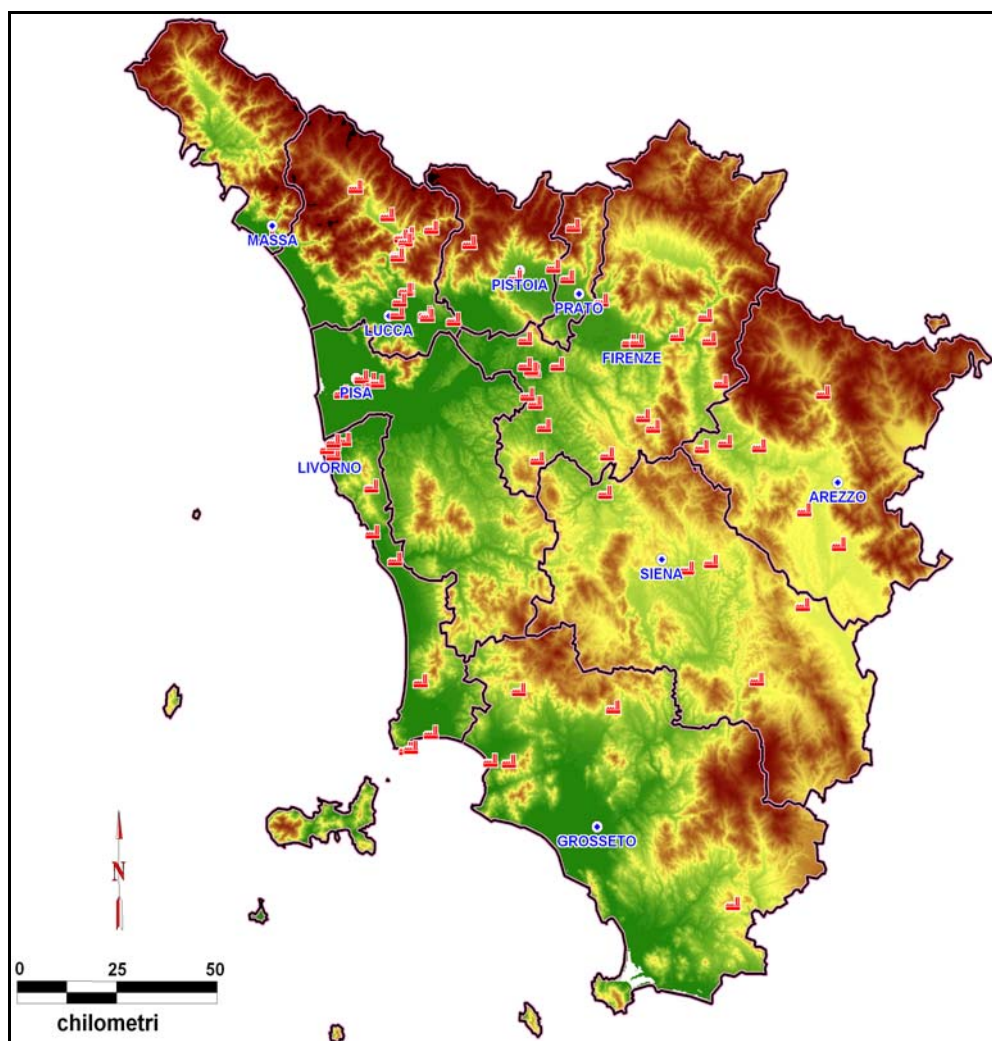 MASSA
PISTOIA
PRATO
LUCCA
FIRENZE
PISA
LIVORNO
AREZZO
SIENA
GROSSETO
N
0 25 50
chilometri